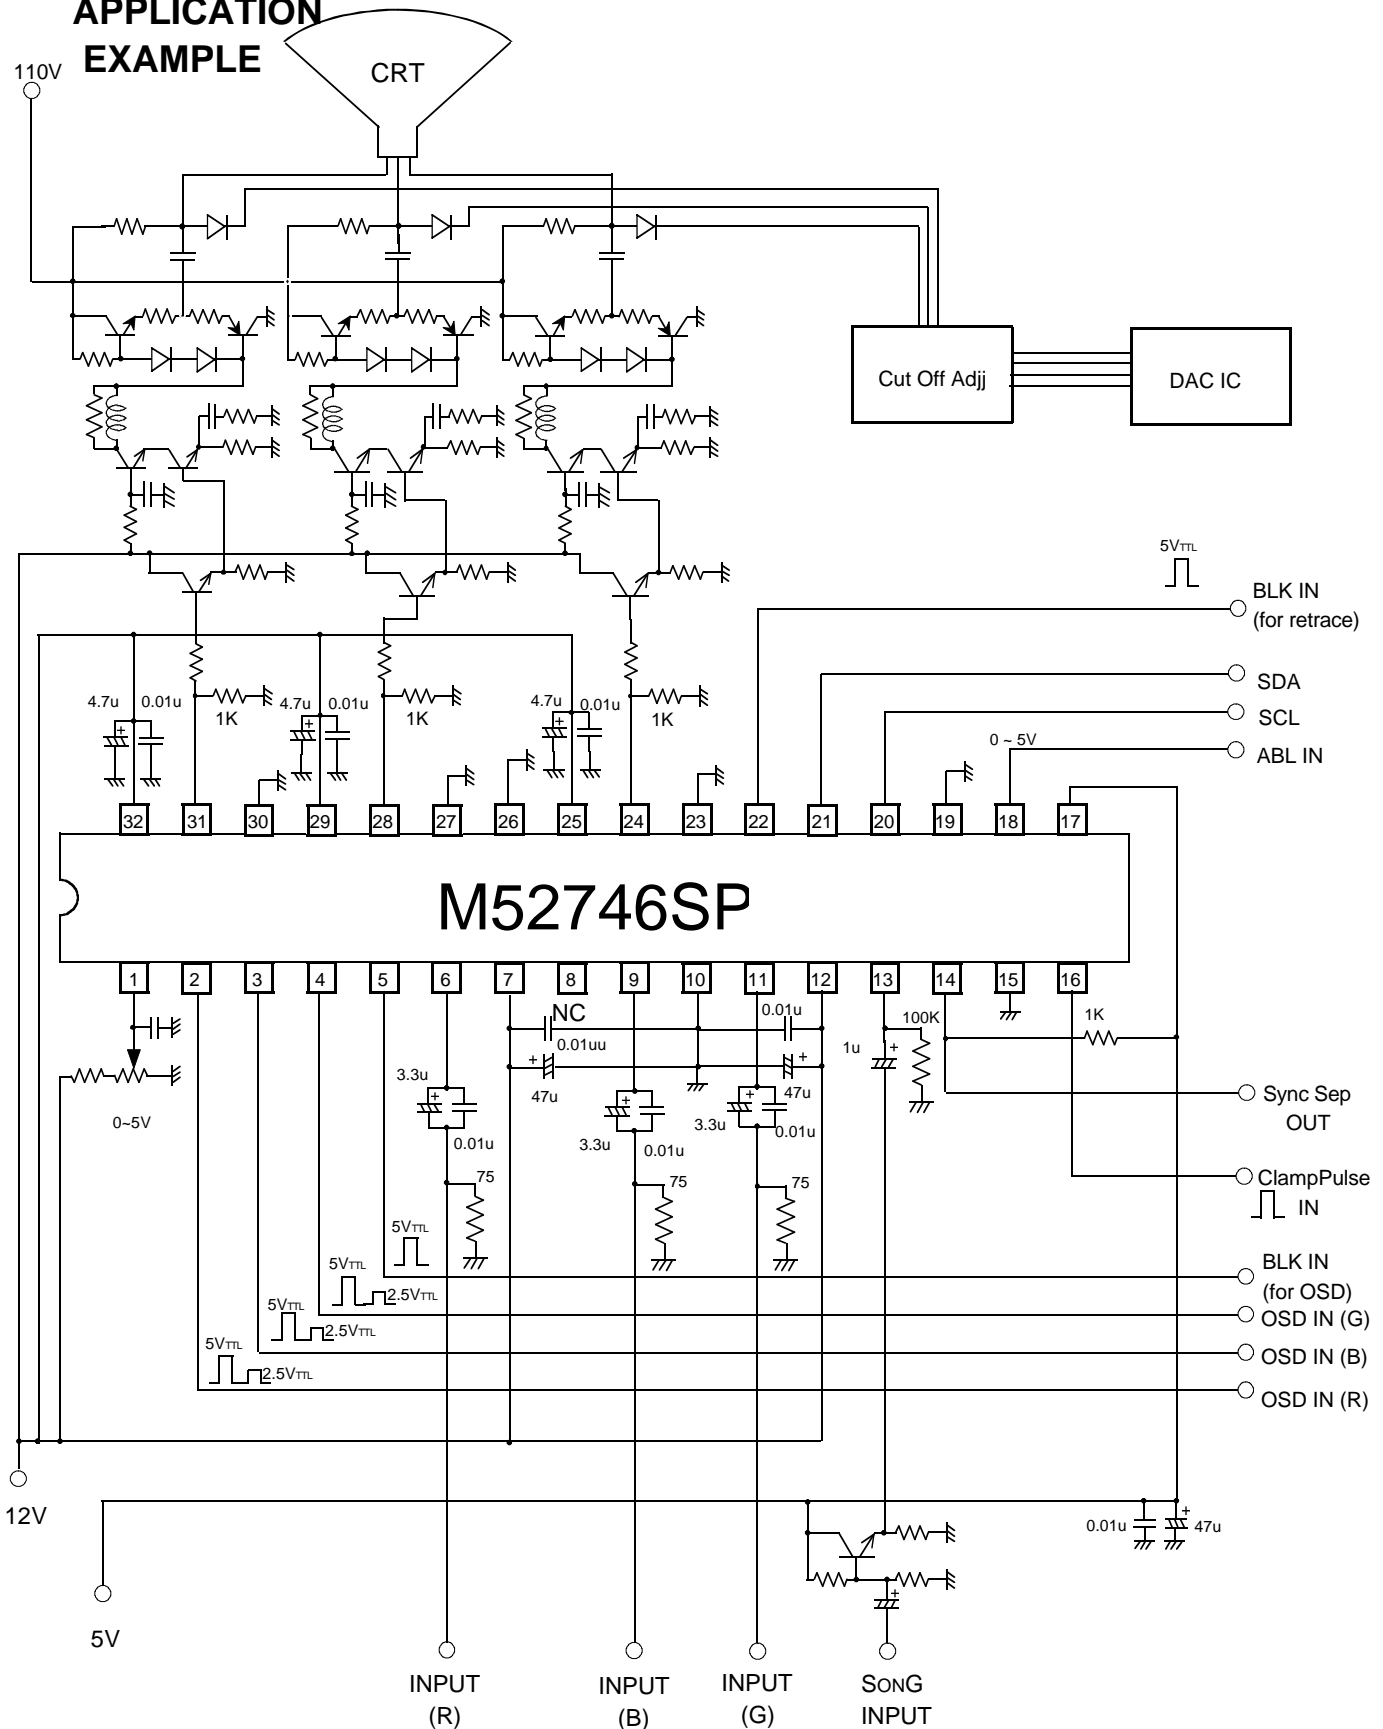 APPLICATION
EXAMPLE
110V
CRT
Cut Off Adjj
DAC IC
5VTTL
BLK IN
(for retrace)
SDA
SCL
0 ~ 5V
ABL IN
4.7u
0.01u
1K
4.7u
0.01u
1K
4.7u
0.01u
1K
32
31
30
29
28
27
26
25
24
23
22
21
20
19
18
17
M52746SP
1
2
3
4
5
6
7
8
9
10
11
12
13
14
15
16
NC
0.01uu
0.01u
100K
1K
1u
47u
47u
0~5V
3.3u
0.01u
3.3u
0.01u
3.3u
0.01u
75
75
75
Sync Sep
OUT
ClampPulse
IN
5VTTL
BLK IN
(for OSD)
5VTTL
2.5VTTL
OSD IN (G)
5VTTL
2.5VTTL
OSD IN (B)
5VTTL
2.5VTTL
OSD IN (R)
12V
0.01u
47u
5V
INPUT
(R)
INPUT
(B)
INPUT
(G)
SONG
INPUT